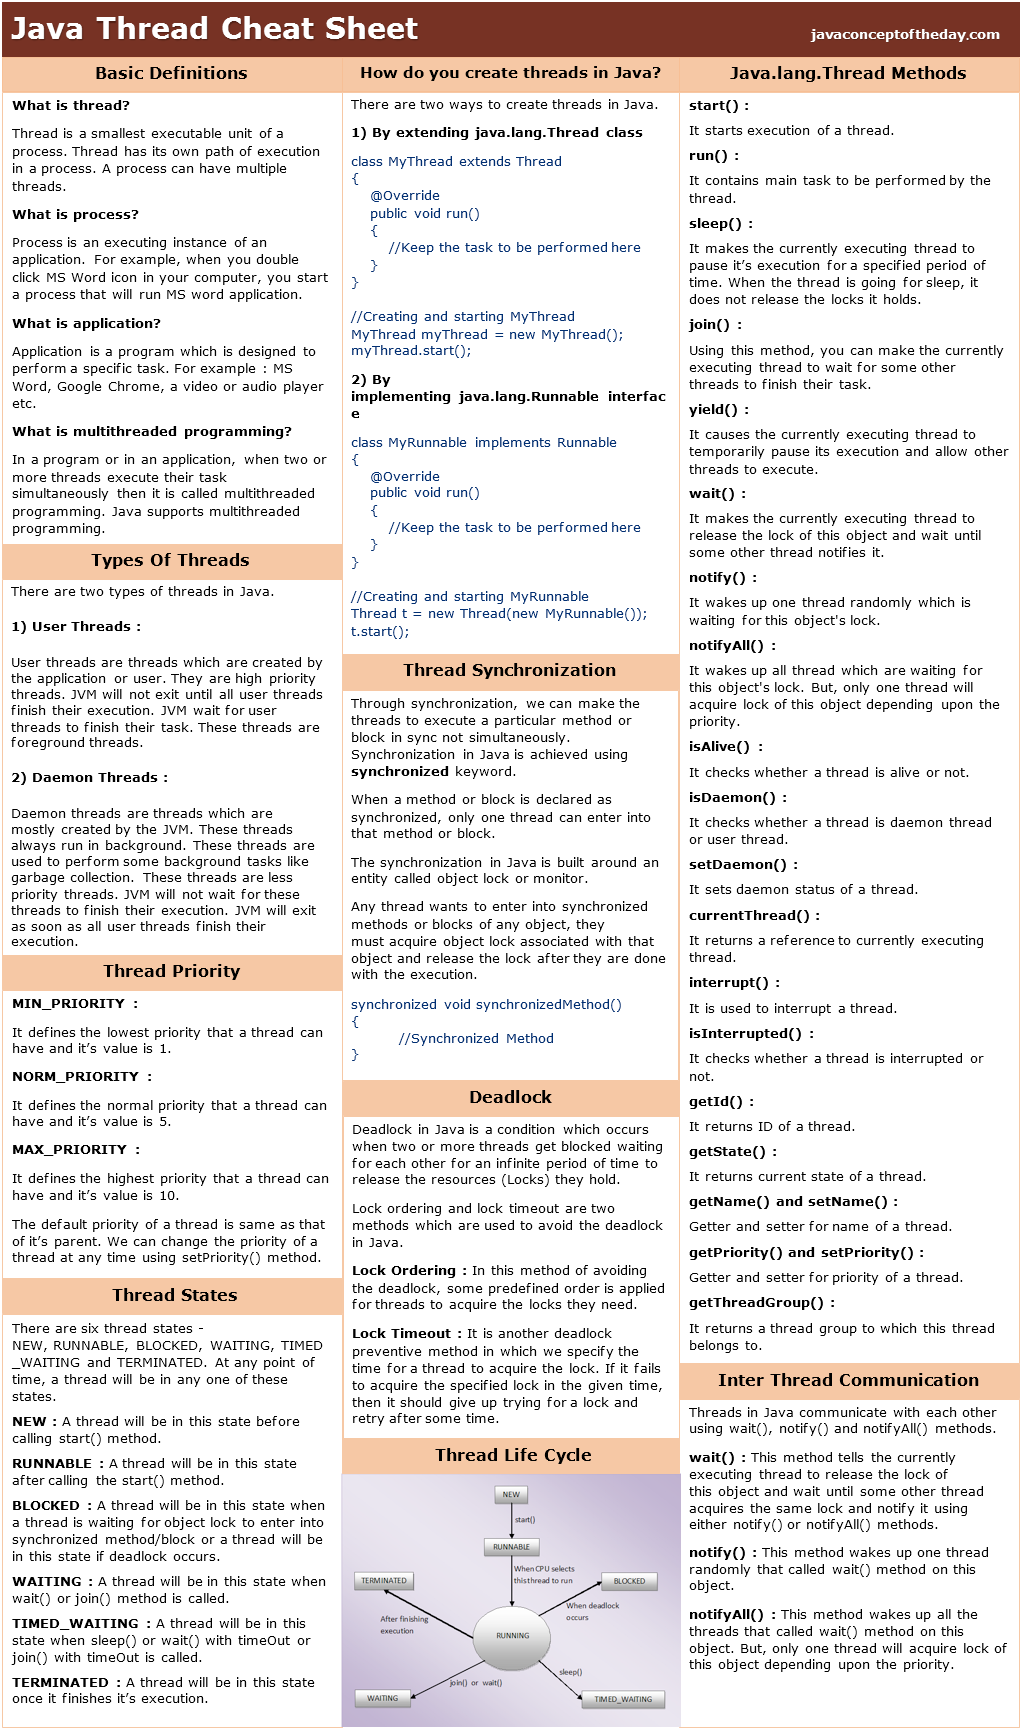 Java Thread Cheat Sheet
javaconceptoftheday.com
Basic Definitions
What is thread?
Thread is a smallest executable unit of a
process. Thread has its own path of execution
in a process. A process can have multiple
threads.
What is process?
Process is an executing instance of an
application. For example, when you double
click MS Word icon in your computer, you start
a process that will run MS word application.
What is application?
Application is a program which is designed to
perform a specific task. For example : MS
Word, Google Chrome, a video or audio player
etc.
What is multithreaded programming?
In a program or in an application, when two or
more threads execute their task
simultaneously then it is called multithreaded
programming. Java supports multithreaded
programming.
Types Of Threads
There are two types of threads in Java.
1) User Threads :
User threads are threads which are created by
the application or user. They are high priority
threads. JVM will not exit until all user threads
finish their execution. JVM wait for user
threads to finish their task. These threads are
foreground threads.
2) Daemon Threads :
Daemon threads are threads which are
mostly created by the JVM. These threads
always run in background. These threads are
used to perform some background tasks like
garbage collection. These threads are less
priority threads. JVM will not wait for these
threads to finish their execution. JVM will exit
as soon as all user threads finish their
execution.
Thread Priority
MIN_PRIORITY :
It defines the lowest priority that a thread can
have and it's value is 1.
NORM_PRIORITY :
It defines the normal priority that a thread can
have and it's value is 5.
MAX_PRIORITY :
It defines the highest priority that a thread can
have and it's value is 10.
The default priority of a thread is same as that
of it's parent. We can change the priority of a
thread at any time using setPriority() method.
Thread States
There are six thread states -
NEW, RUNNABLE, BLOCKED, WAITING, TIMED
_WAITING and TERMINATED. At any point of
time, a thread will be in any one of these
states.
NEW : A thread will be in this state before
calling start() method.
RUNNABLE : A thread will be in this state
after calling the start() method.
BLOCKED : A thread will be in this state when
a thread is waiting for object lock to enter into
synchronized method/block or a thread will be
in this state if deadlock occurs.
WAITING : A thread will be in this state when
wait() or join() method is called.
TIMED_WAITING : A thread will be in this
state when sleep() or wait() with timeOut or
join() with timeOut is called.
TERMINATED : A thread will be in this state
once it finishes it's execution.
How do you create threads in Java?
There are two ways to create threads in Java.
1) By extending java.lang.Thread class
class MyThread extends Thread
{
@Override
public void run()
{
//Keep the task to be performed here
}
}
//Creating and starting MyThread
MyThread myThread = new MyThread();
myThread.start();
2) By
implementing java.lang.Runnable interfac
e
class MyRunnable implements Runnable
{
@Override
public void run()
{
//Keep the task to be performed here
}
}
//Creating and starting MyRunnable
Thread t = new Thread(new MyRunnable());
t.start();
Thread Synchronization
Through synchronization, we can make the
threads to execute a particular method or
block in sync not simultaneously.
Synchronization in Java is achieved using
synchronized keyword.
When a method or block is declared as
synchronized, only one thread can enter into
that method or block.
The synchronization in Java is built around an
entity called object lock or monitor.
Any thread wants to enter into synchronized
methods or blocks of any object, they
must acquire object lock associated with that
object and release the lock after they are done
with the execution.
synchronized void synchronizedMethod()
{
//Synchronized Method
}
Deadlock
Deadlock in Java is a condition which occurs
when two or more threads get blocked waiting
for each other for an infinite period of time to
release the resources (Locks) they hold.
Lock ordering and lock timeout are two
methods which are used to avoid the deadlock
in Java.
Lock Ordering : In this method of avoiding
the deadlock, some predefined order is applied
for threads to acquire the locks they need.
Lock Timeout : It is another deadlock
preventive method in which we specify the
time for a thread to acquire the lock. If it fails
to acquire the specified lock in the given time,
then it should give up trying for a lock and
retry after some time.
Thread Life Cycle
NEW
start()
RUNNABLE
When CPU selects
this thread to run
TERMINATED
BLOCKED
After finishing
execution
When deadlock
occurs
RUNNING
join() or wait()
sleep()
WAITING
TIMED_WAITING
Java.lang.Thread Methods
start() :
It starts execution of a thread.
run() :
It contains main task to be performed by the
thread.
sleep() :
It makes the currently executing thread to
pause it's execution for a specified period of
time. When the thread is going for sleep, it
does not release the locks it holds.
join() :
Using this method, you can make the currently
executing thread to wait for some other
threads to finish their task.
yield() :
It causes the currently executing thread to
temporarily pause its execution and allow other
threads to execute.
wait() :
It makes the currently executing thread to
release the lock of this object and wait until
some other thread notifies it.
notify() :
It wakes up one thread randomly which is
waiting for this object's lock.
notifyAll() :
It wakes up all thread which are waiting for
this object's lock. But, only one thread will
acquire lock of this object depending upon the
priority.
isAlive() :
It checks whether a thread is alive or not.
isDaemon() :
It checks whether a thread is daemon thread
or user thread.
setDaemon() :
It sets daemon status of a thread.
currentThread() :
It returns a reference to currently executing
thread.
interrupt() :
It is used to interrupt a thread.
isInterrupted() :
It checks whether a thread is interrupted or
not.
getId() :
It returns ID of a thread.
getState() :
It returns current state of a thread.
getName() and setName() :
Getter and setter for name of a thread.
getPriority() and setPriority() :
Getter and setter for priority of a thread.
getThreadGroup() :
It returns a thread group to which this thread
belongs to.
Inter Thread Communication
Threads in Java communicate with each other
using wait(), notify() and notifyAll() methods.
wait() : This method tells the currently
executing thread to release the lock of
this object and wait until some other thread
acquires the same lock and notify it using
either notify() or notifyAll() methods.
notify() : This method wakes up one thread
randomly that called wait() method on this
object.
notifyAll() : This method wakes up all the
threads that called wait() method on this
object. But, only one thread will acquire lock of
this object depending upon the priority.